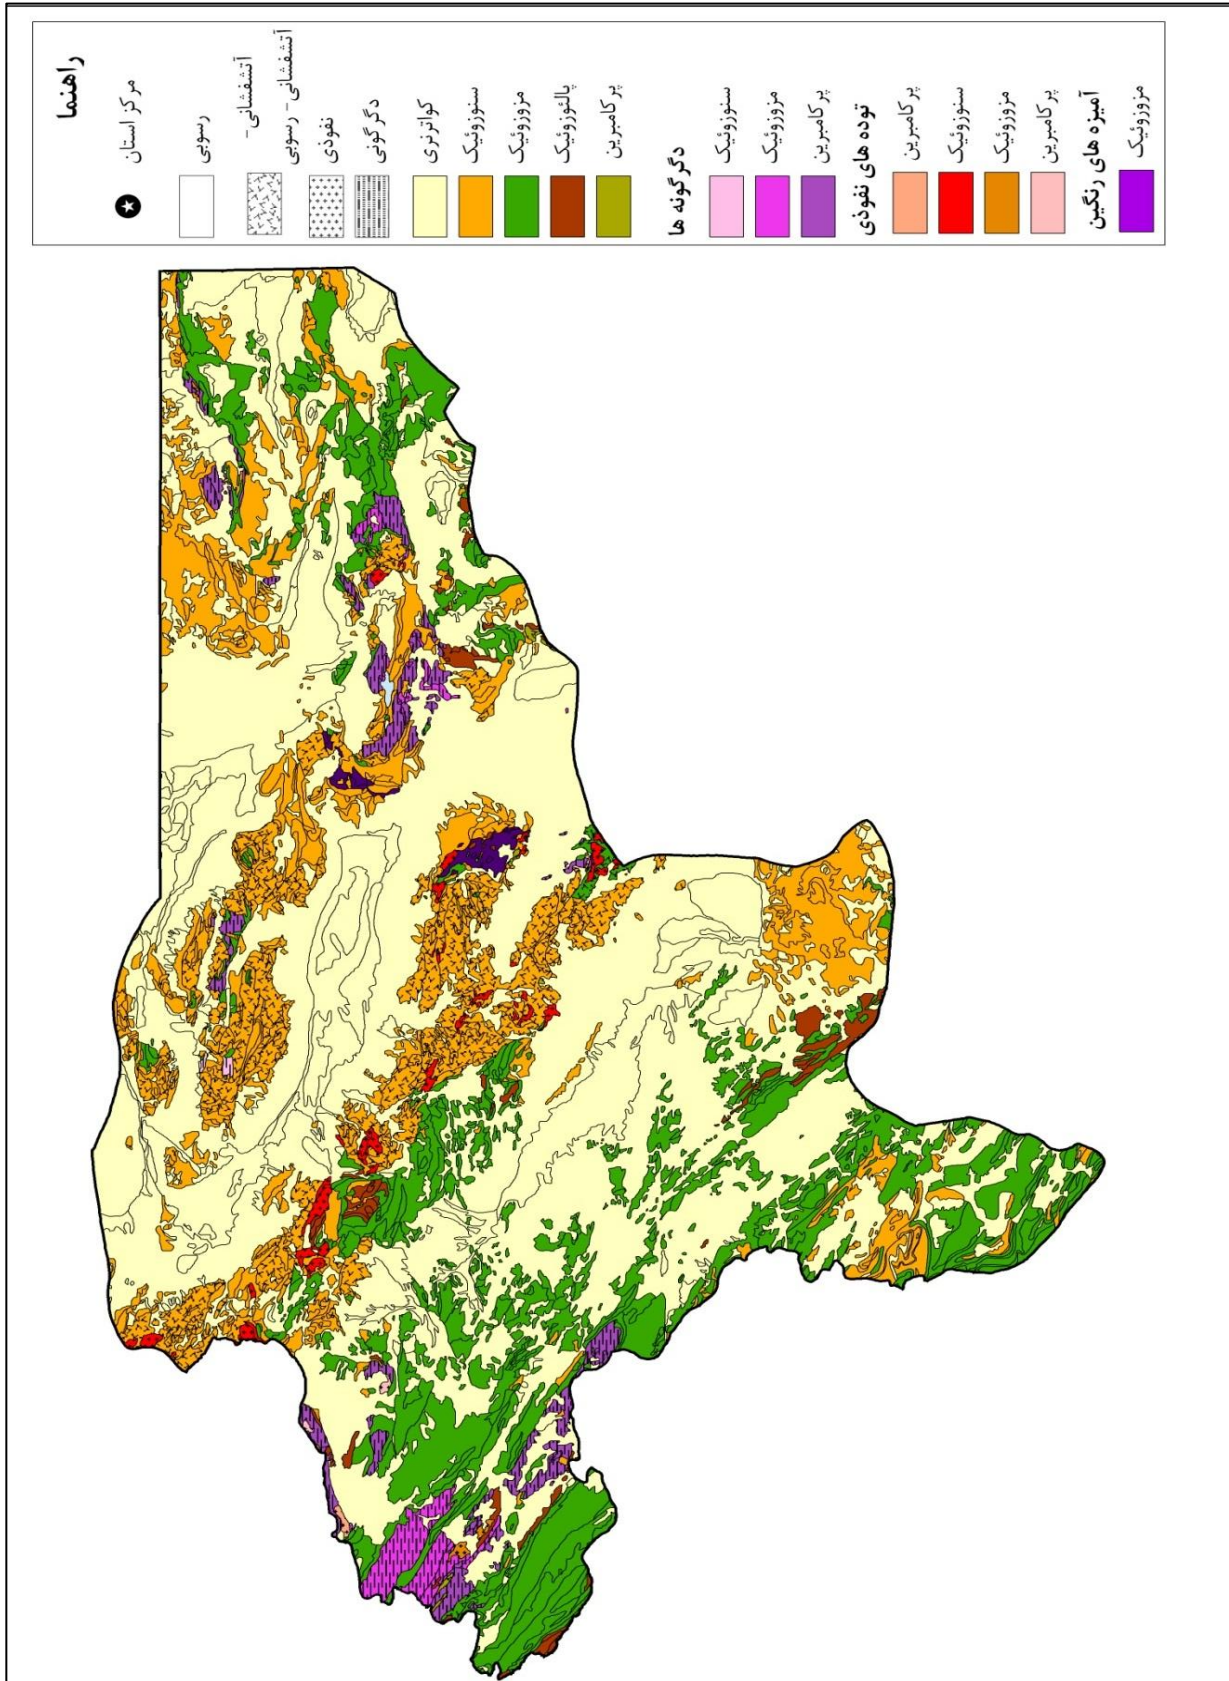 راهنما
مرکز استان
رسوبی
آتشفشانی-
آتشفشانی- رسوبی
نفوذی
دگرگونی
کواترنری
سنوزوئیک
مزوزوئیک
پالئوزوئیک
پرکامبرین
دگرگونه ها
سنوزوئیک
مزوزوئیک
پرکامبرین
توده های نفوذی
پرکامبرین
سنوزوئیک
مزوزوئیک
پرکامبرین
آمیزه های رنگین
مزوزوئیک